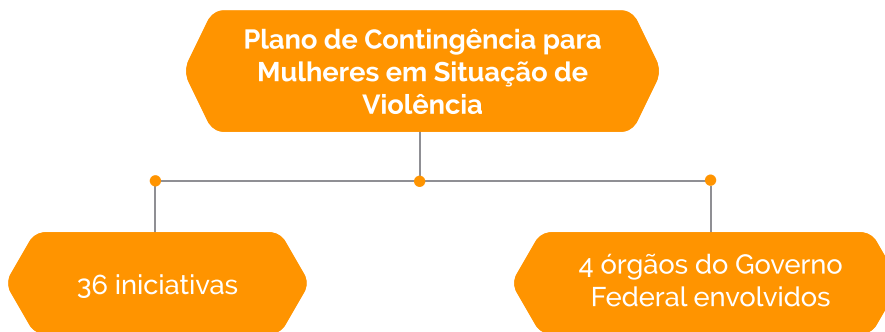 Plano de Contingência para
Mulheres em Situação de
Violência
36 iniciativas
4 órgãos do Governo
Federal envolvidos